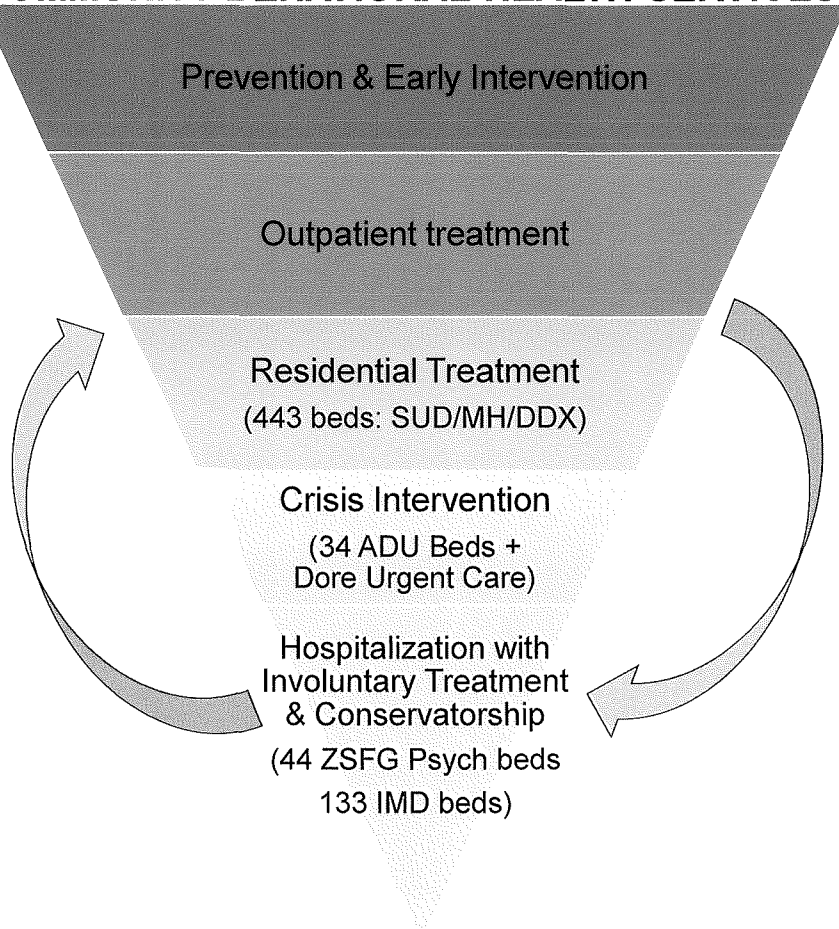 Prevention & Early Intervention
Outpatient treatment
Residential Treatment
(443 beds: SUD/MH/DDX)
Crisis Intervention
(34 ADU Beds +
Dore Urgent Care)
Hospitalization with
Involuntary Treatment
& Conservatorship
(44 ZSFG Psych beds
133 IMD beds)